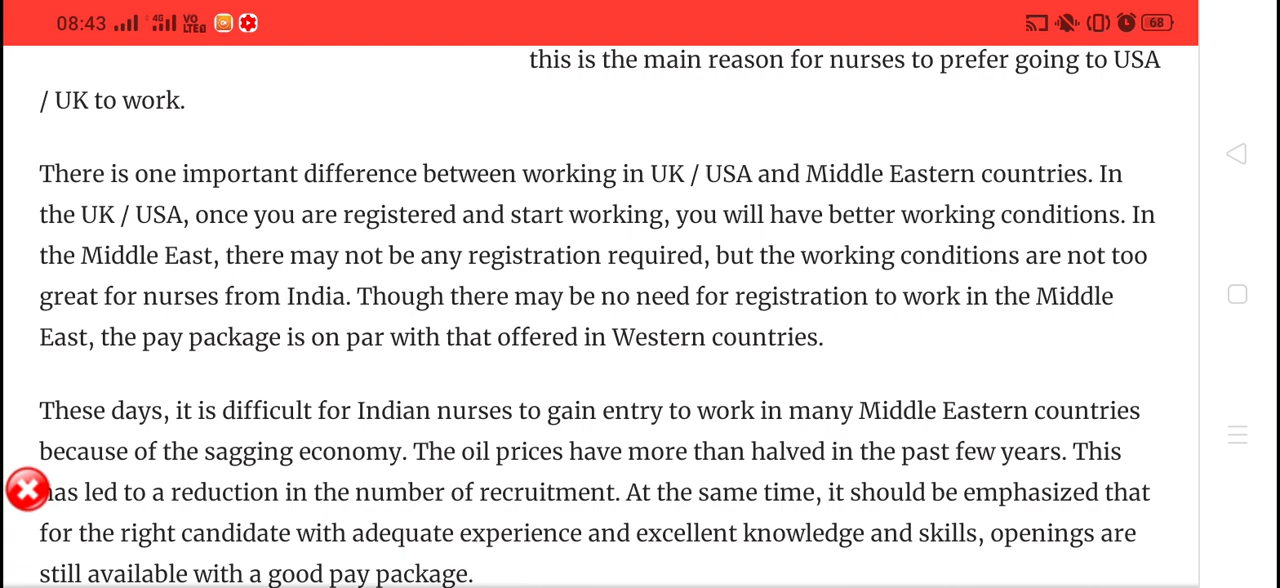 08:43 4G VO LTE 68
this is the main reason for nurses to prefer going to USA
/ UK to work.
There is one important difference between working in UK / USA and Middle Eastern countries. In
the UK / USA, once you are registered and start working, you will have better working conditions. In
the Middle East, there may not be any registration required, but the working conditions are not too
great for nurses from India. Though there may be no need for registration to work in the Middle
East, the pay package is on par with that offered in Western countries.
These days, it is difficult for Indian nurses to gain entry to work in many Middle Eastern countries
because of the sagging economy. The oil prices have more than halved in the past few years. This
has led to a reduction in the number of recruitment. At the same time, it should be emphasized that
for the right candidate with adequate experience and excellent knowledge and skills, openings are
still available with a good pay package.